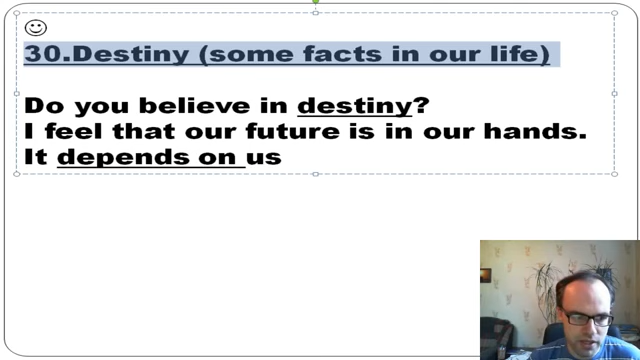 30.Destiny (some facts in our life)
Do you believe in destiny?
I feel that our future is in our hands.
It depends on us